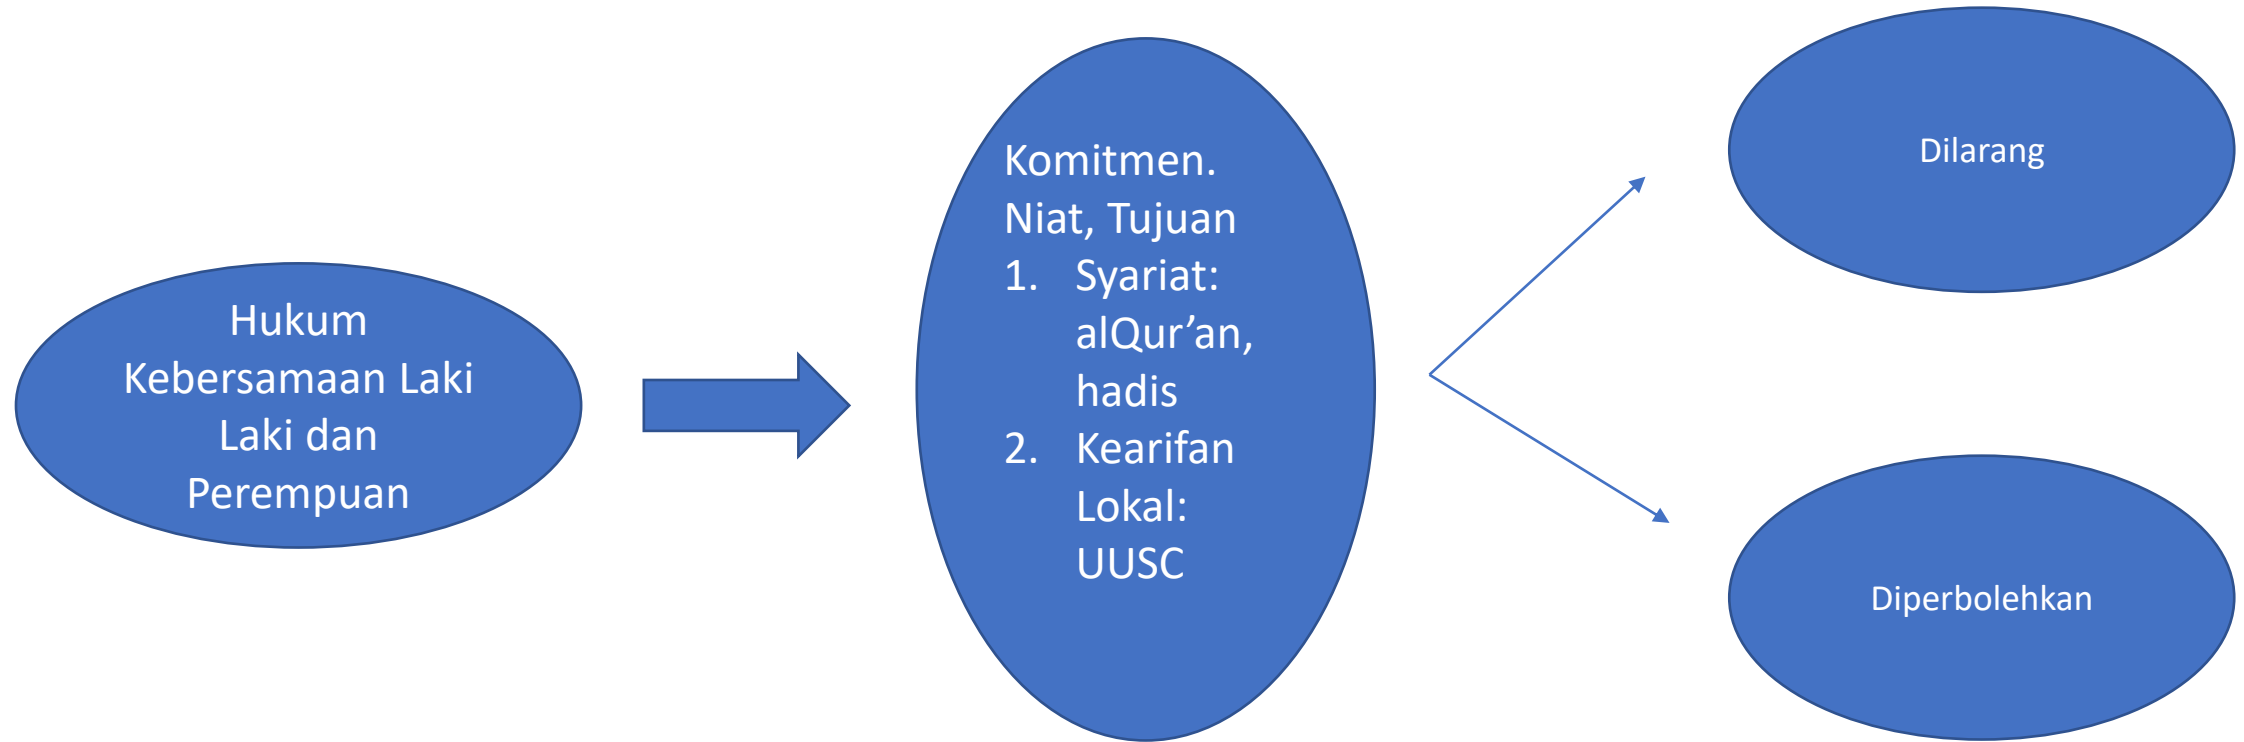 Hukum
Kebersamaan Laki
Laki dan
Perempuan
Komitmen.
Niat, Tujuan
1. Syariat:
alQur’an,
hadis
2. Kearifan
Lokal:
UUSC
Dilarang
Diperbolehkan